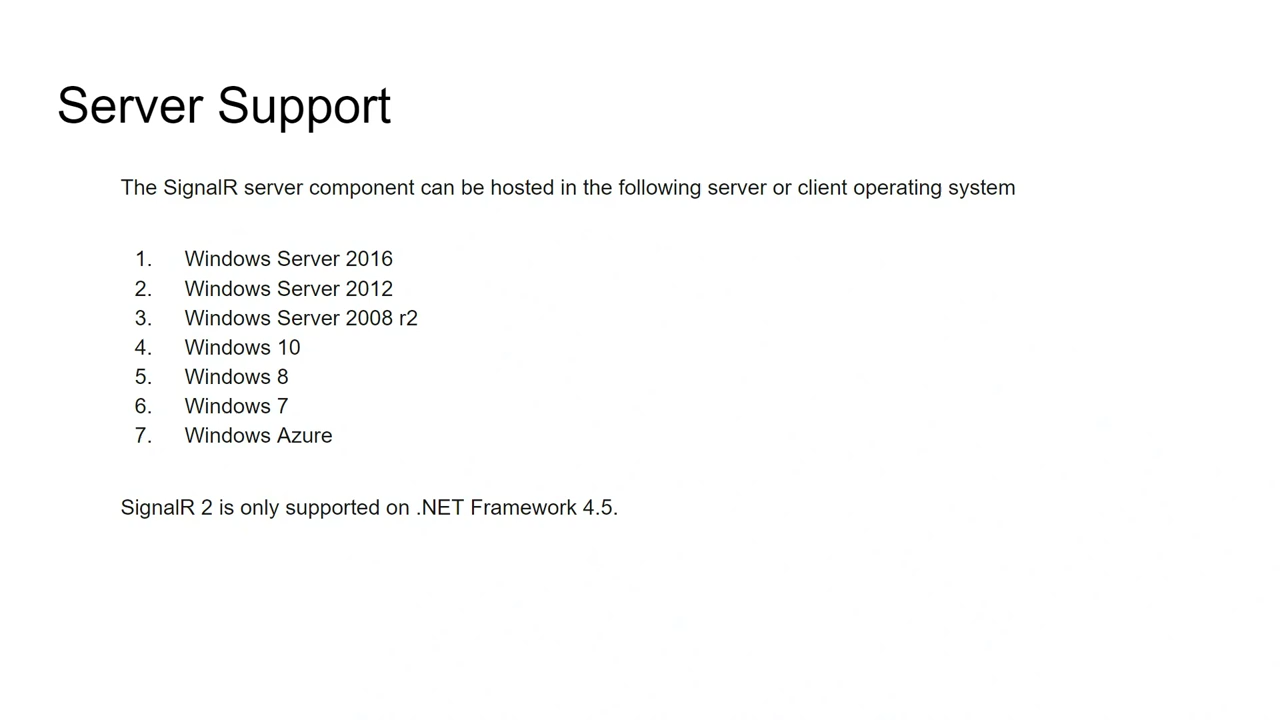 Server Support
The SignalR server component can be hosted in the following server or client operating system
1. Windows Server 2016
2. Windows Server 2012
3. Windows Server 2008 r2
4. Windows 10
5. Windows 8
6. Windows 7
7. Windows Azure
SignalR 2 is only supported on .NET Framework 4.5.